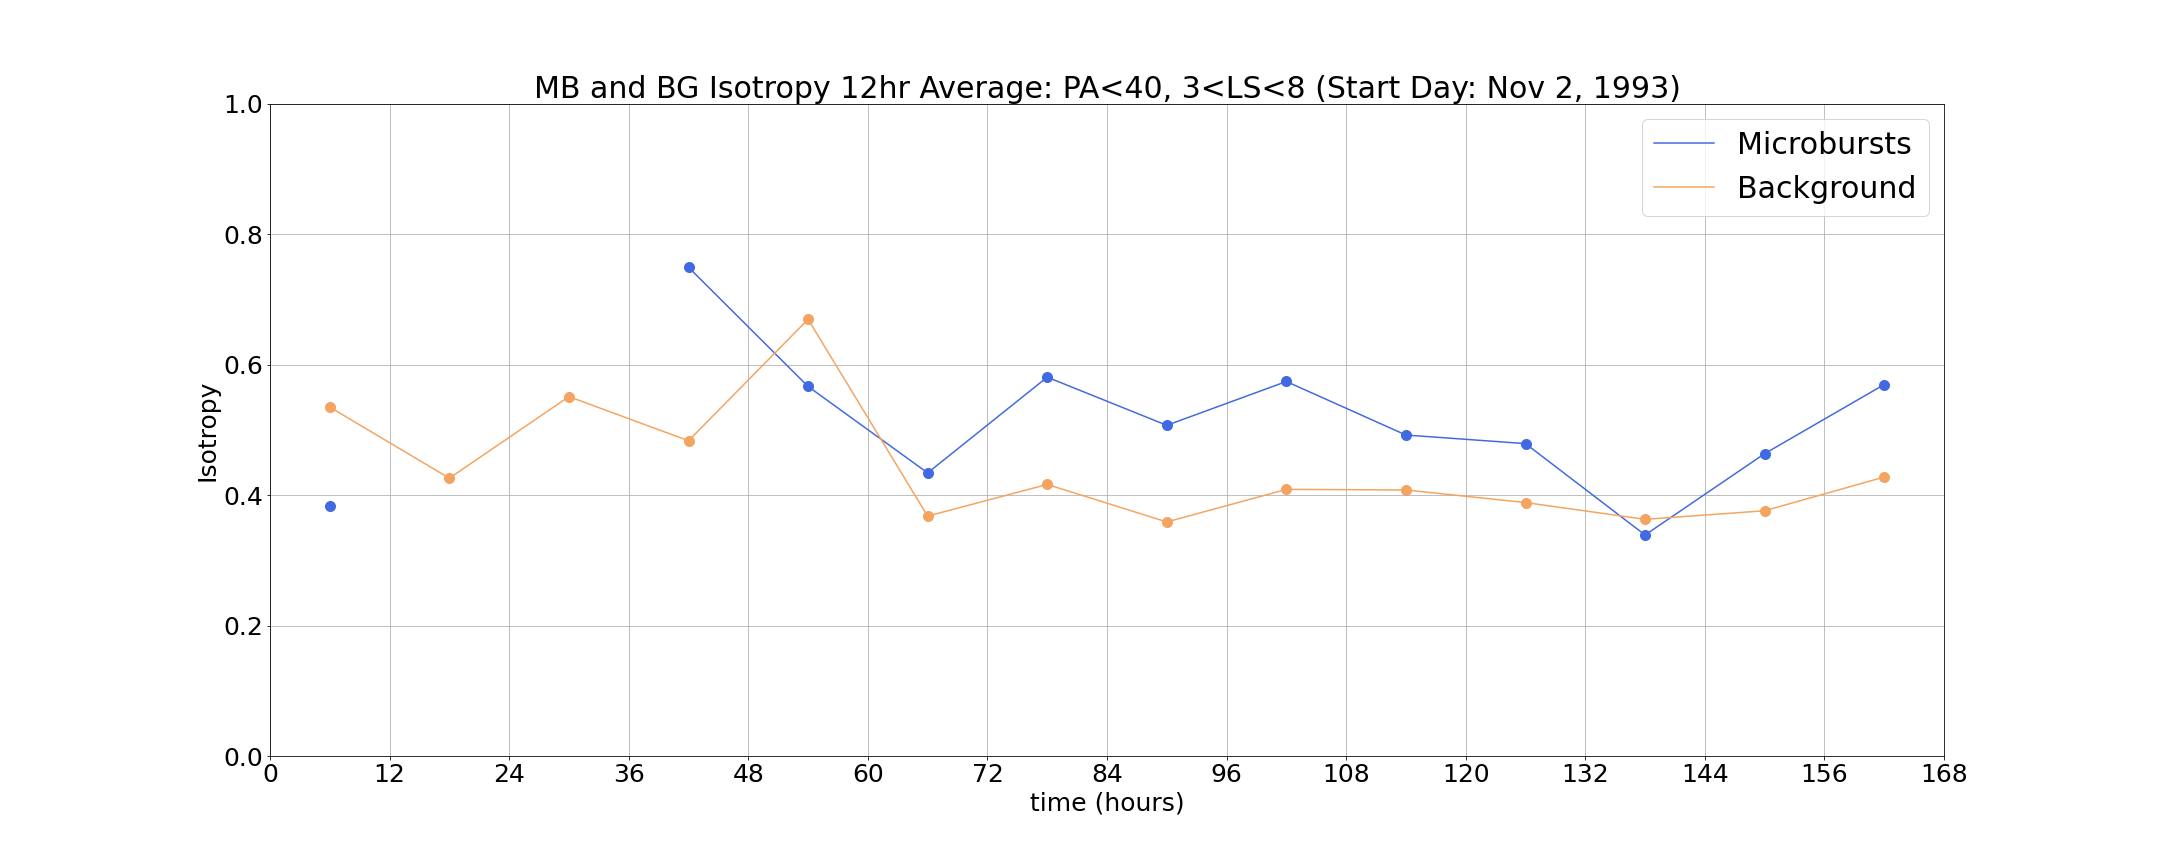 MB and BG Isotropy 12hr Average: PA<40, 3<LS<8 (Start Day: Nov 2, 1993)
Microbursts
Background
1.0
0.8
0.6
0.4
0.2
0.0
Isotropy
0 12 24 36 48 60 72 84 96 108 120 132 144 156 168
time (hours)